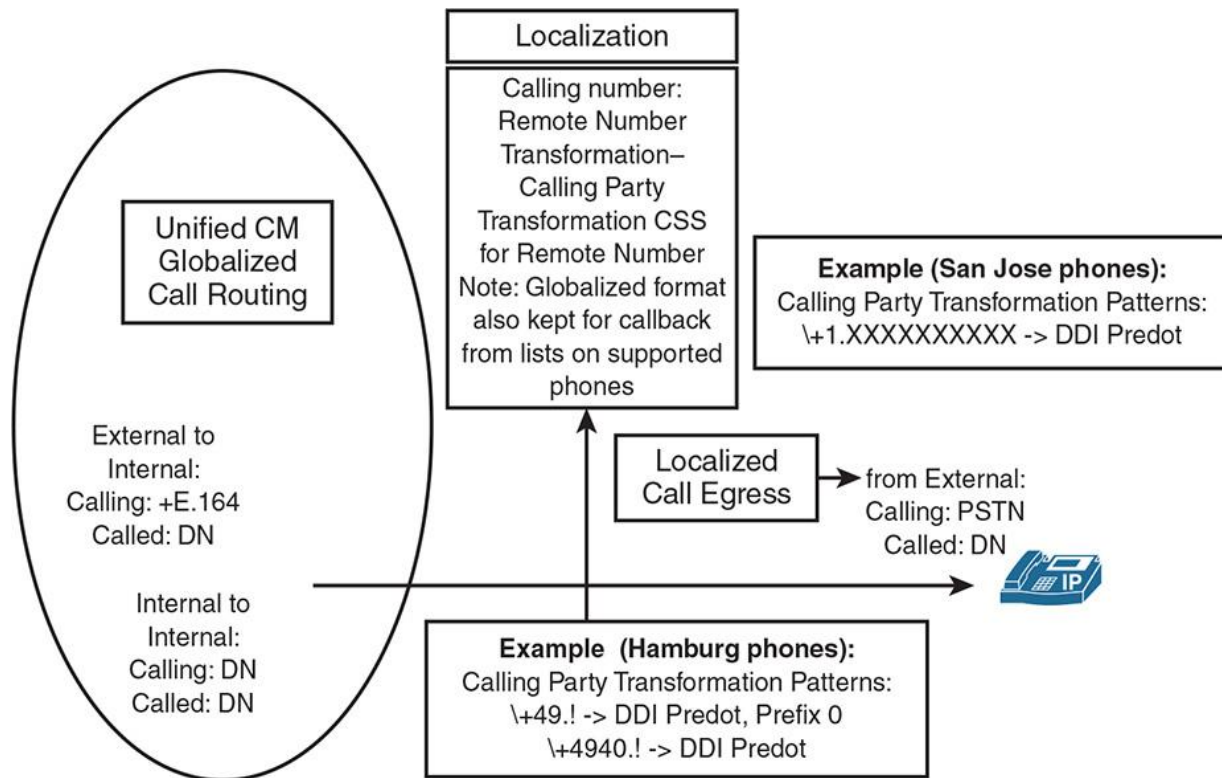 Localization
Calling number:
Remote Number
Transformation–
Calling Party
Transformation CSS
for Remote Number
Note: Globalized format
also kept for callback
from lists on supported
phones
Unified CM
Globalized
Call Routing
Example (San Jose phones):
Calling Party Transformation Patterns:
\+1.XXXXXXXXXX -> DDI Predot
External to
Internal:
Calling: +E.164
Called: DN
Localized
Call Egress
from External:
Calling: PSTN
Called: DN
IP
Internal to
Internal:
Calling: DN
Called: DN
Example (Hamburg phones):
Calling Party Transformation Patterns:
\+49.! -> DDI Predot, Prefix 0
\+4940.! -> DDI Predot